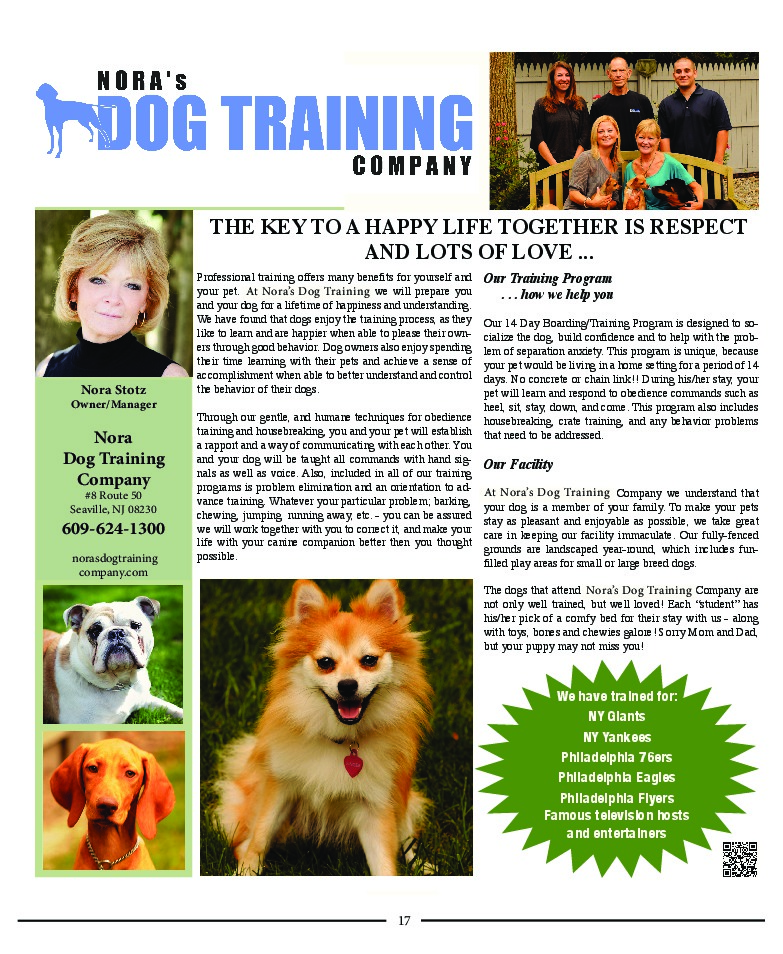 NORA's
DOG TRAINING
COMPANY
THE KEY TO A HAPPY LIFE TOGETHER IS RESPECT
AND LOTS OF LOVE ...
Nora Stotz
Owner/Manager
Nora
Dog Training
Company
#8 Route 50
Seaville, NJ 08230
609-624-1300
norasdogtraining
company.com
Professional training offers many benefits for yourself and
your pet. At Nora's Dog Training we will prepare you
and your dog for a lifetime of happiness and understanding.
We have found that dogs enjoy the training process, as they
like to learn and are happier when able to please their own-
ers through good behavior. Dog owners also enjoy spending
their time learning with their pets and achieve a sense of
accomplishment when able to better understand and control
the behavior of their dogs.
Through our gentle, and humane techniques for obedience
training and housebreaking, you and your pet will establish
a rapport and a way of communicating with each other. You
and your dog will be taught all commands with hand sig-
nals as well as voice. Also, included in all of our training
programs is problem elimination and an orientation to ad-
vance training. Whatever your particular problem; barking,
chewing, jumping, running away, etc. - you can be assured
we will work together with you to correct it, and make your
life with your canine companion better then you thought
possible.
Our Training Program
. . . how we help you
Our 14 Day Boarding/Training Program is designed to so-
cialize the dog, build confidence and to help with the prob-
lem of separation anxiety. This program is unique, because
your pet would be living in a home setting for a period of 14
days. No concrete or chain link!! During his/her stay, your
pet will learn and respond to obedience commands such as
heel, sit, stay, down, and come. This program also includes
housebreaking, crate training, and any behavior problems
that need to be addressed.
Our Facility
At Nora's Dog Training Company we understand that
your dog is a member of your family. To make your pets
stay as pleasant and enjoyable as possible, we take great
care in keeping our facility immaculate. Our fully-fenced
grounds are landscaped year-round, which includes fun-
filled play areas for small or large breed dogs.
The dogs that attend Nora's Dog Training Company are
not only well trained, but well loved! Each "student" has
his/her pick of a comfy bed for their stay with us - along
with toys, bones and chewies galore! Sorry Mom and Dad,
but your puppy may not miss you!
We have trained for:
NY Giants
NY Yankees
Philadelphia 76ers
Philadelphia Eagles
Philadelphia Flyers
Famous television hosts
and entertainers
17